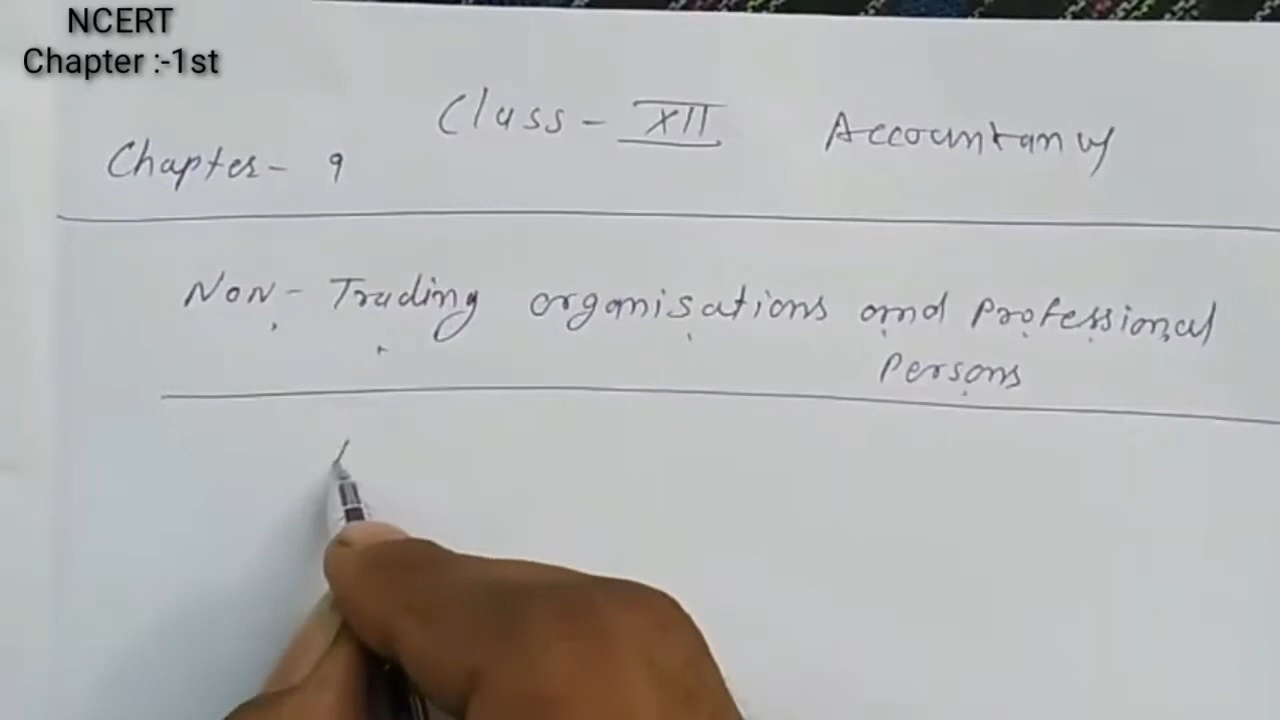 NCERT
Chapter :-1st
Class - XII Accountancy
Chapter - 9
Non - Trading organisations and Professional
Persons